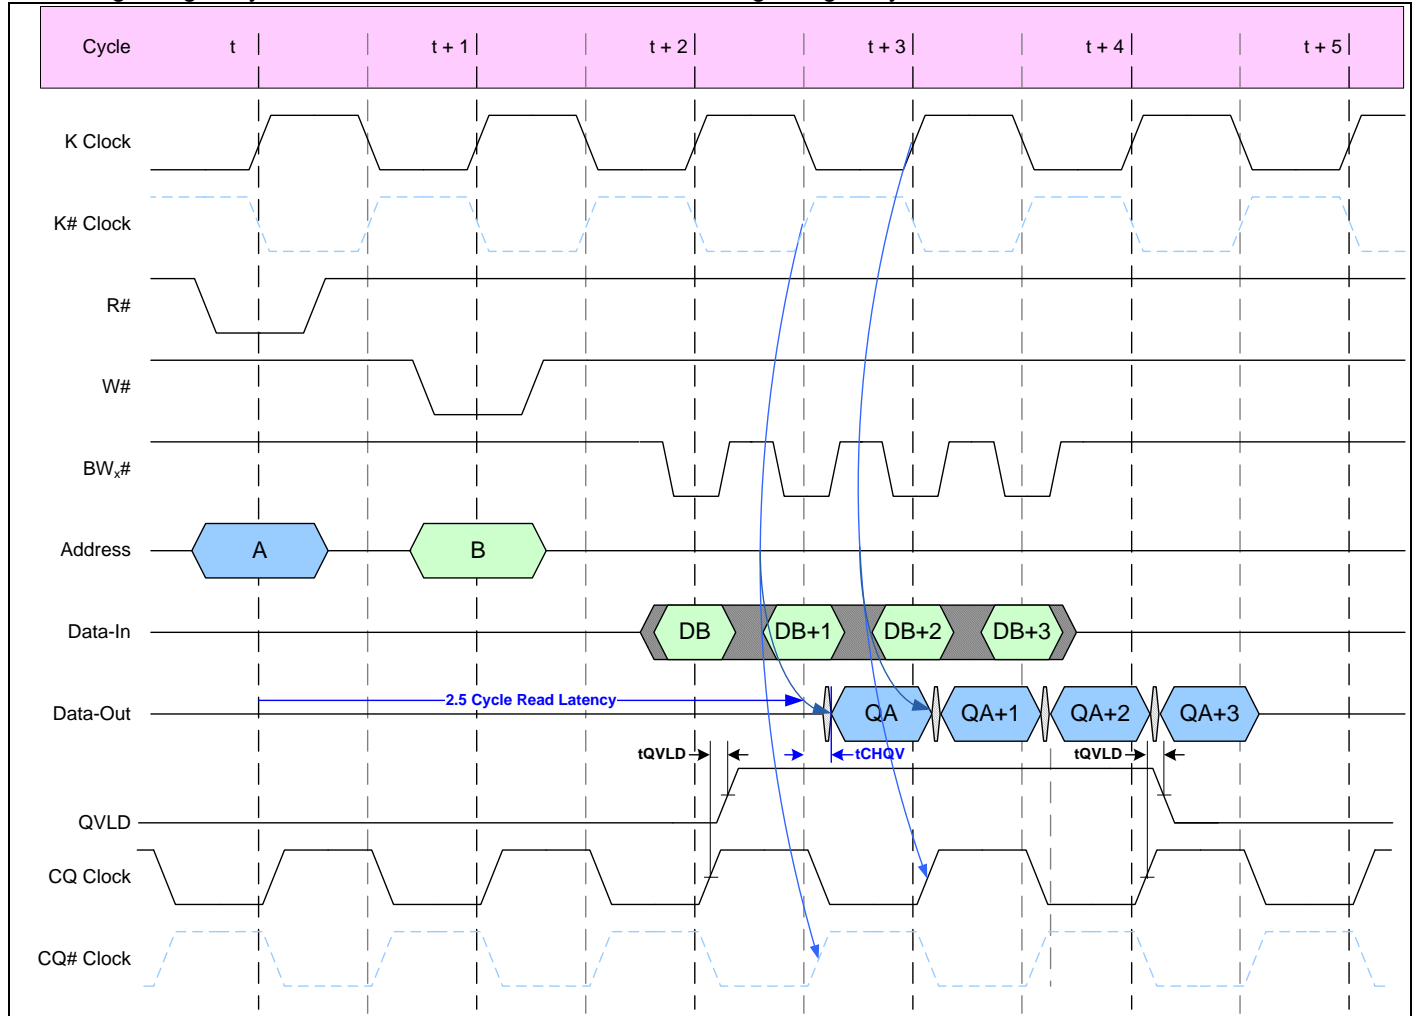 Cycle t t + 1 t + 2 t + 3 t + 4 t + 5
K Clock
K# Clock
R#
W#
BWx#
Address A B
Data-In DB DB+1 DB+2 DB+3
2.5 Cycle Read Latency
Data-Out QA QA+1 QA+2 QA+3
tQVLD tCHQV tQVLD
QVLD
CQ Clock
CQ# Clock